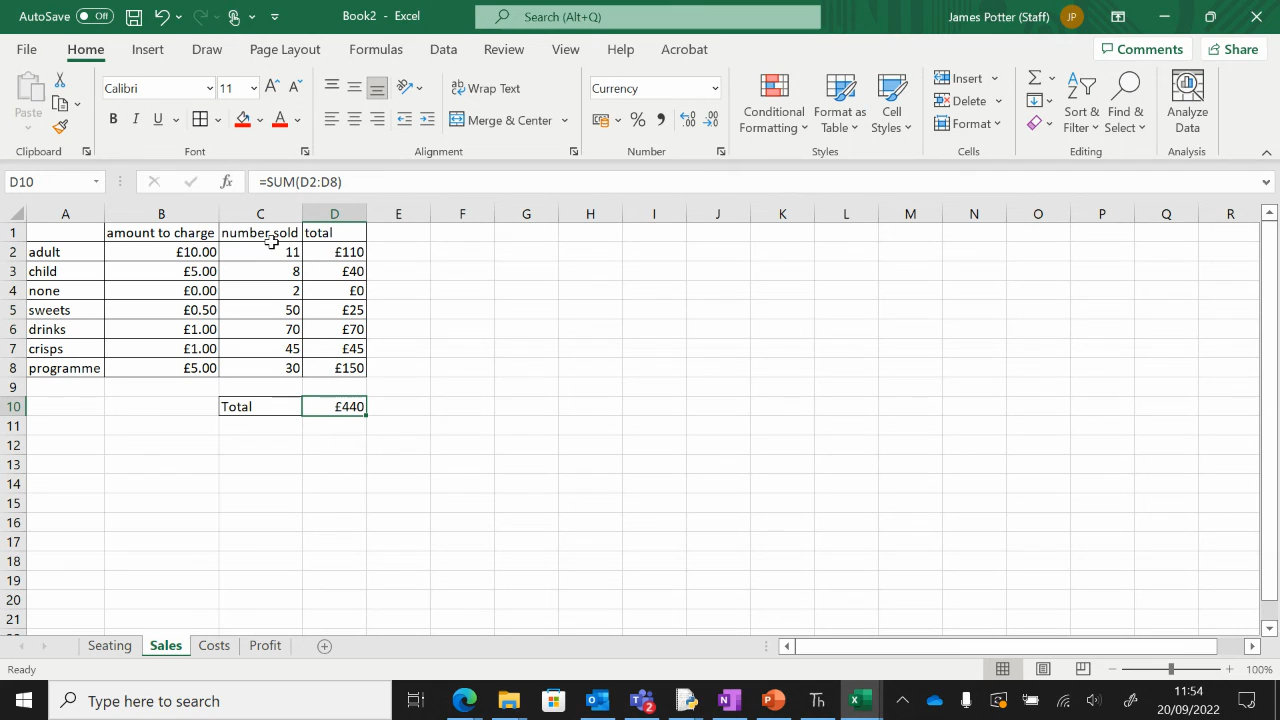 AutoSave Off Book2 - Excel Search (Alt+Q) James Potter (Staff) JP
File Home Insert Draw Page Layout Formulas Data Review View Help Acrobat Comments Share
Paste Calibri 11 A A ab Wrap Text Currency Conditional Formatting Format as Table Cell Styles Insert Σ Sort & Filter Find & Select Analyze Data
Delete
B I U A Merge & Center % , Format
Clipboard Font Alignment Number Styles Cells Editing Analysis
D10 fx =SUM(D2:D8)
A B C D E F G H I J K L M N O P Q R
1 amount to charge number sold total
2 adult £10.00 11 £110
3 child £5.00 8 £40
4 none £0.00 2 £0
5 sweets £0.50 50 £25
6 drinks £1.00 70 £70
7 crisps £1.00 45 £45
8 programme £5.00 30 £150
9
10 Total £440
11
12
13
14
15
16
17
18
19
20
21
Seating Sales Costs Profit
Ready 100%
Type here to search 2 Th 11:54
20/09/2022